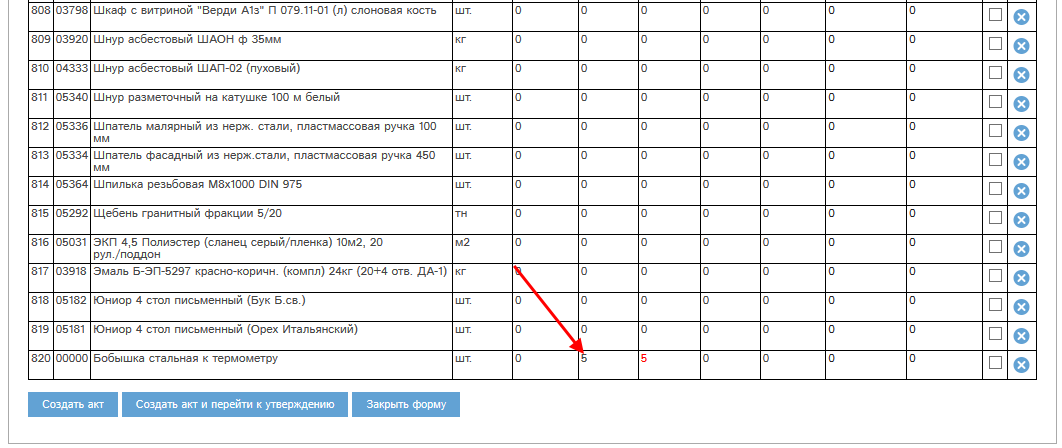 808 03798 Шкаф с витриной "Верди А1з" П 079.11-01 (л) слоновая кость шт. 0 0 0 0 0 0 0
809 03920 Шнур асбестовый ШАОН ф 35мм кг 0 0 0 0 0 0 0
810 04333 Шнур асбестовый ШАП-02 (пуховый) кг 0 0 0 0 0 0 0
811 05340 Шнур разметочный на катушке 100 м белый шт. 0 0 0 0 0 0 0
812 05336 Шпатель малярный из нерж. стали, пластмассовая ручка 100 шт. 0 0 0 0 0 0 0
мм
813 05334 Шпатель фасадный из нерж.стали, пластмассовая ручка 450 шт. 0 0 0 0 0 0 0
мм
814 05364 Шпилька резьбовая М8х1000 DIN 975 шт. 0 0 0 0 0 0 0
815 05292 Щебень гранитный фракции 5/20 тн 0 0 0 0 0 0 0
816 05031 ЭКП 4,5 Полиэстер (сланец серый/пленка) 10м2, 20 м2 0 0 0 0 0 0 0
рул./поддон
817 03918 Эмаль Б-ЭП-5297 красно-коричн. (компл) 24кг (20+4 отв. ДА-1) кг 0 0 0 0 0 0 0
818 05182 Юниор 4 стол письменный (Бук Б.св.) шт. 0 0 0 0 0 0 0
819 05181 Юниор 4 стол письменный (Орех Итальянский) шт. 0 0 0 0 0 0 0
820 00000 Бобышка стальная к термометру шт. 0 5 5 0 0 0 0
Создать акт Создать акт и перейти к утверждению Закрыть форму